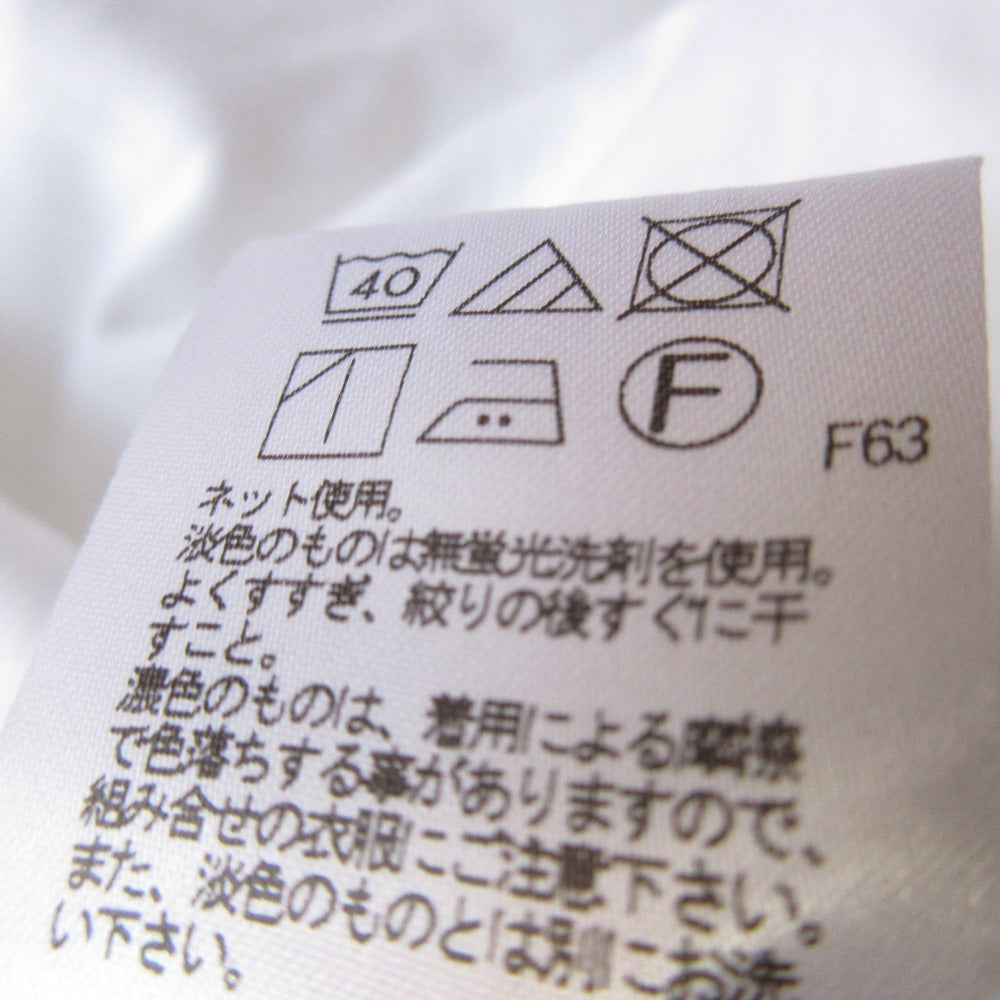 40
F
F63
ネット使用。
淡色のものは無蛍光洗剤を使用。
よくすすぎ、絞りの後すぐに干
すこと。
濃色のものは、着用による摩擦
で色落ちする事がありますので、
組み合せの衣服にご注意下さい。
また、淡色のものとは別にお洗
い下さい。